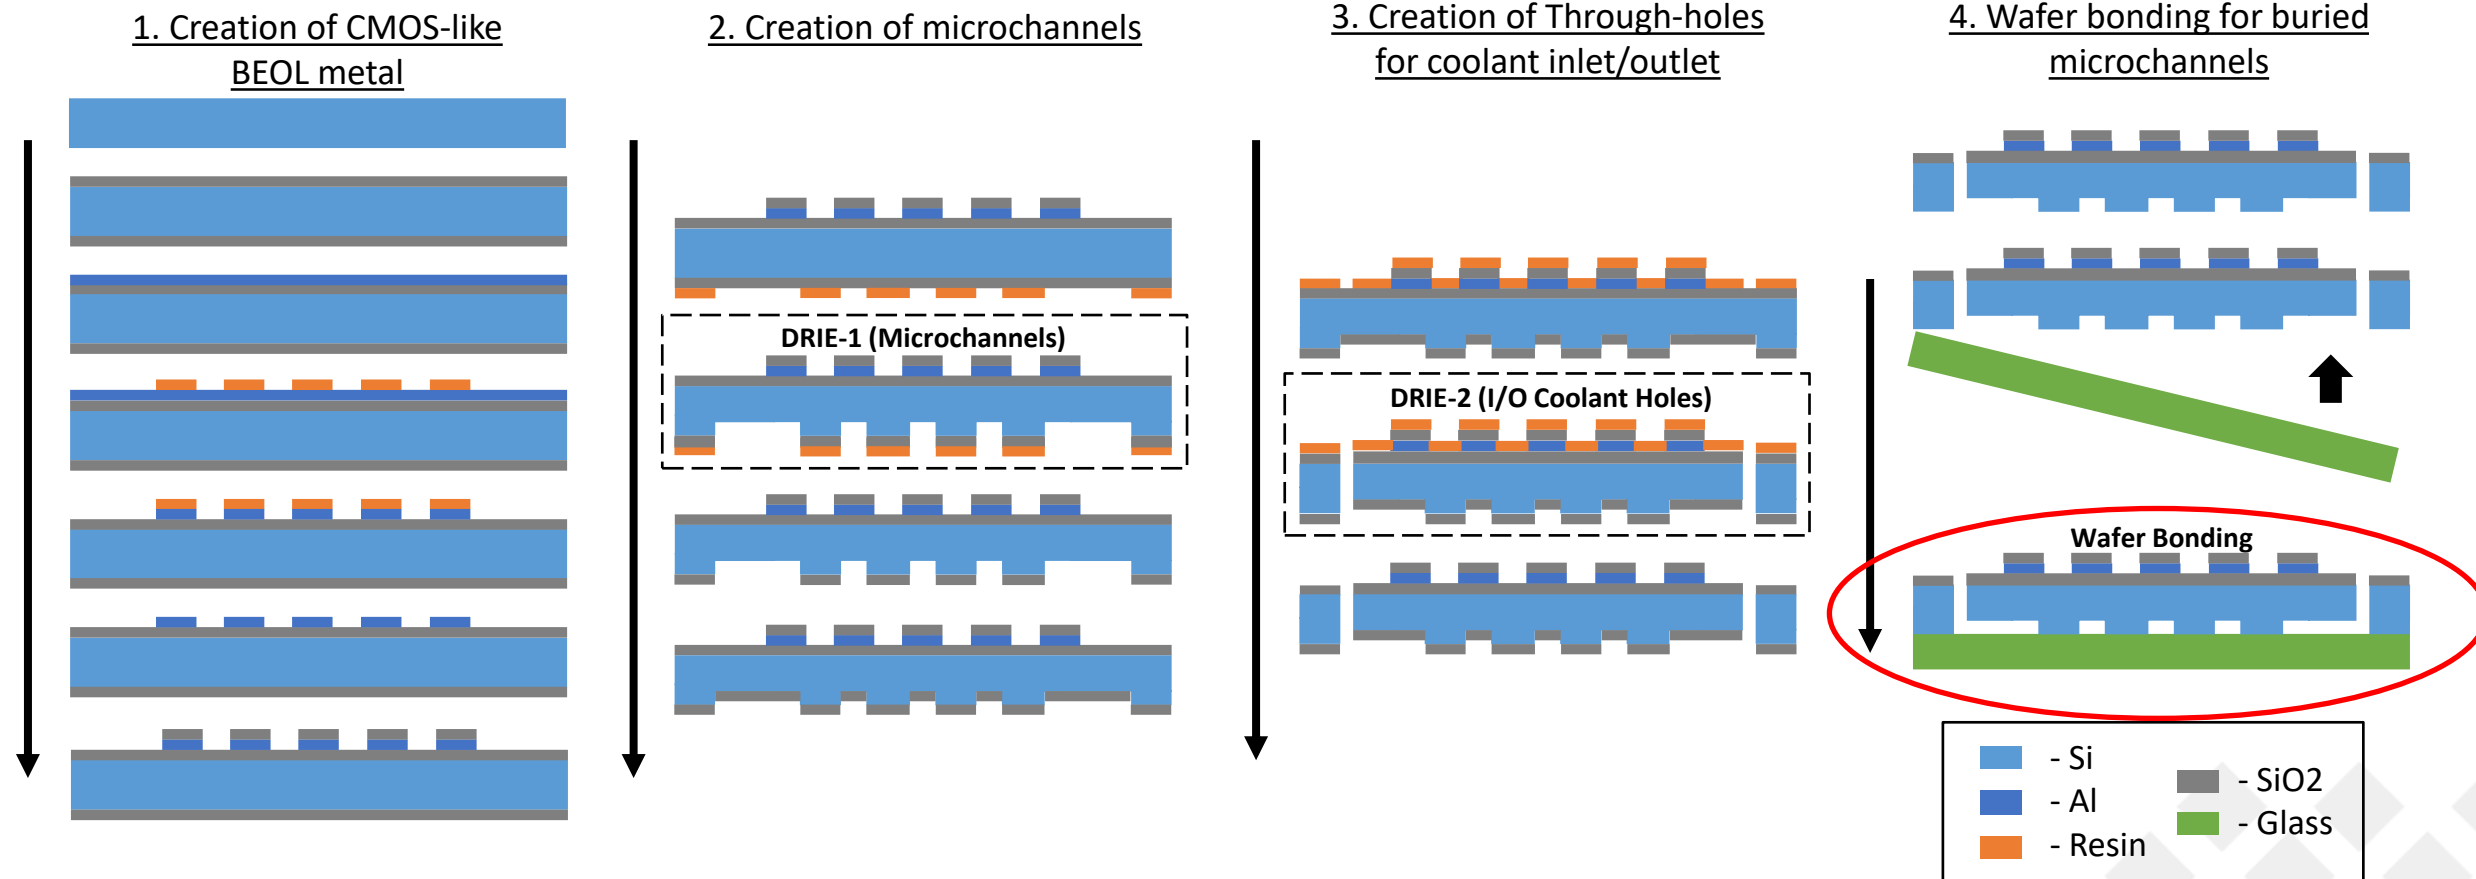 1. Creation of CMOS-like
BEOL metal
2. Creation of microchannels
3. Creation of Through-holes
for coolant inlet/outlet
4. Wafer bonding for buried
microchannels
DRIE-1 (Microchannels)
DRIE-2 (I/O Coolant Holes)
Wafer Bonding
- Si
- Al
- Resin
- SiO2
- Glass